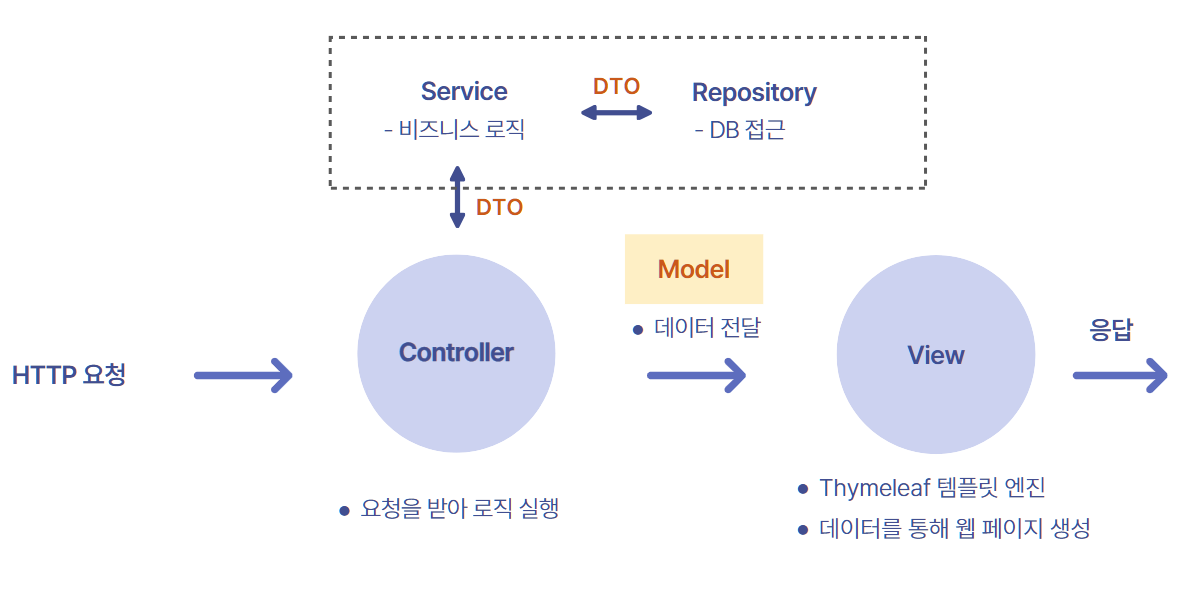 Service
- 비즈니스 로직
DTO
Repository
- DB 접근
DTO
HTTP 요청
Controller
● 요청을 받아 로직 실행
Model
● 데이터 전달
View
● Thymeleaf 템플릿 엔진
● 데이터를 통해 웹 페이지 생성
응답